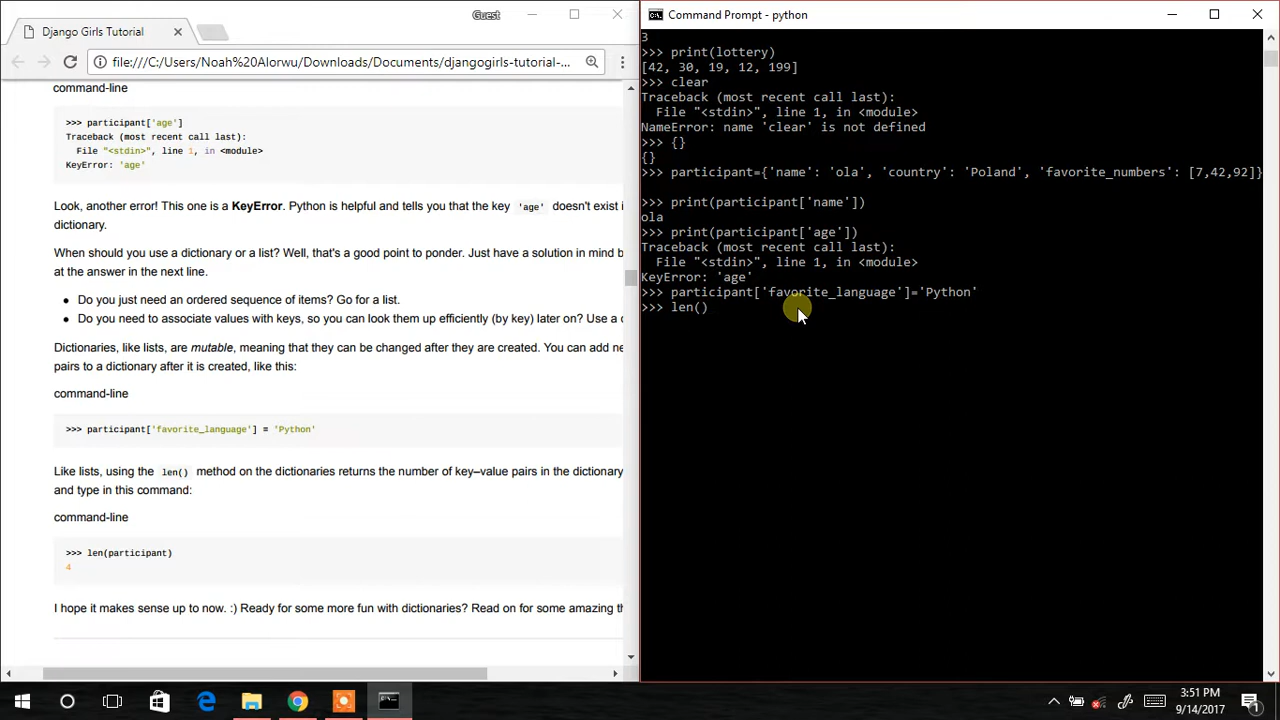 Guest
Django Girls Tutorial
file:///C:/Users/Noah%20Alorwu/Downloads/Documents/djangogirls-tutorial-...
command-line
>>> participant['age']
Traceback (most recent call last):
File "<stdin>", line 1, in <module>
KeyError: 'age'
Look, another error! This one is a KeyError. Python is helpful and tells you that the key 'age' doesn't exist i
dictionary.
When should you use a dictionary or a list? Well, that's a good point to ponder. Just have a solution in mind b
at the answer in the next line.
Do you just need an ordered sequence of items? Go for a list.
Do you need to associate values with keys, so you can look them up efficiently (by key) later on? Use a d
Dictionaries, like lists, are mutable, meaning that they can be changed after they are created. You can add ne
pairs to a dictionary after it is created, like this:
command-line
>>> participant['favorite_language'] = 'Python'
Like lists, using the len() method on the dictionaries returns the number of key–value pairs in the dictionary
and type in this command:
command-line
>>> len(participant)
4
I hope it makes sense up to now. :) Ready for some more fun with dictionaries? Read on for some amazing th
Command Prompt - python
3
>>> print(lottery)
[42, 30, 19, 12, 199]
>>> clear
Traceback (most recent call last):
File "<stdin>", line 1, in <module>
NameError: name 'clear' is not defined
>>> {}
{}
>>> participant={'name': 'ola', 'country': 'Poland', 'favorite_numbers': [7,42,92]}
>>> print(participant['name'])
ola
>>> print(participant['age'])
Traceback (most recent call last):
File "<stdin>", line 1, in <module>
KeyError: 'age'
>>> participant['favorite_language']='Python'
>>> len()
3:51 PM
9/14/2017
1